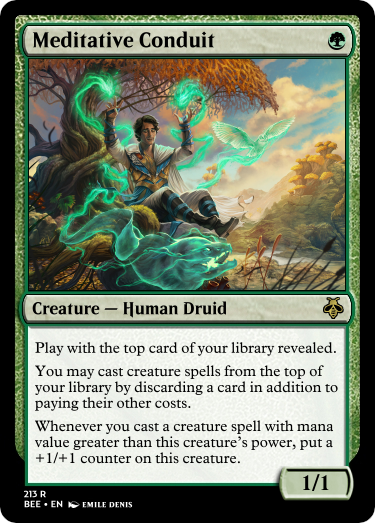 Meditative Conduit
Creature — Human Druid
Play with the top card of your library revealed.
You may cast creature spells from the top of
your library by discarding a card in addition to
paying their other costs.
Whenever you cast a creature spell with mana
value greater than this creature's power, put a
+1/+1 counter on this creature.
1/1
213 R
BEE • EN EMILE DENIS